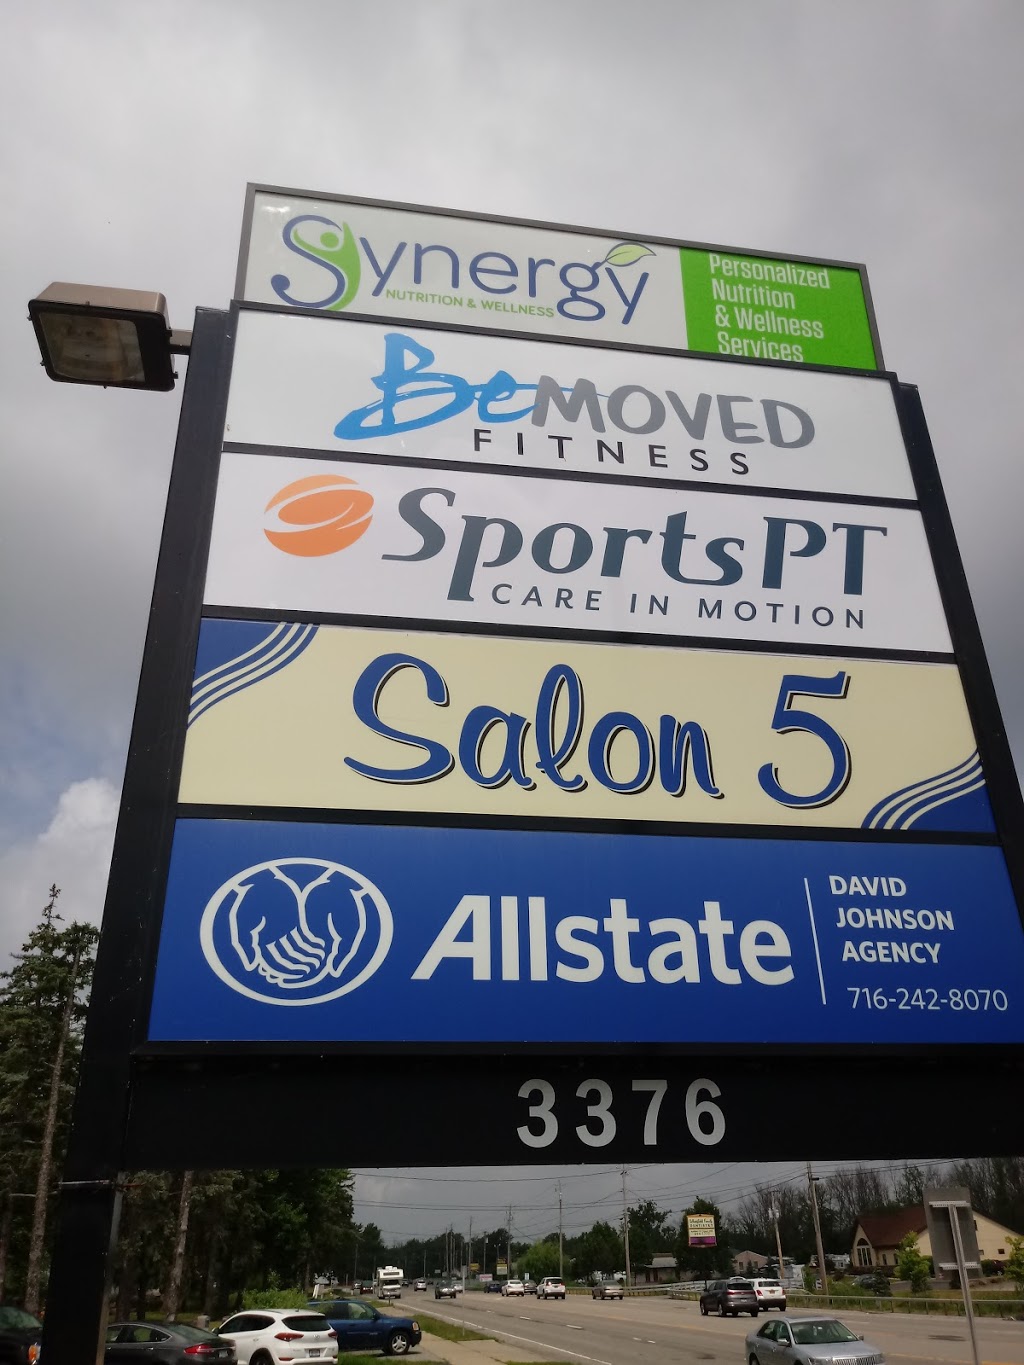 Synergy
NUTRITION & WELLNESS
Personalized
Nutrition
& Wellness
Services
BeMOVED
FITNESS
SportsPT
CARE IN MOTION
Salon 5
Allstate
DAVID
JOHNSON
AGENCY
716-242-8070
3376